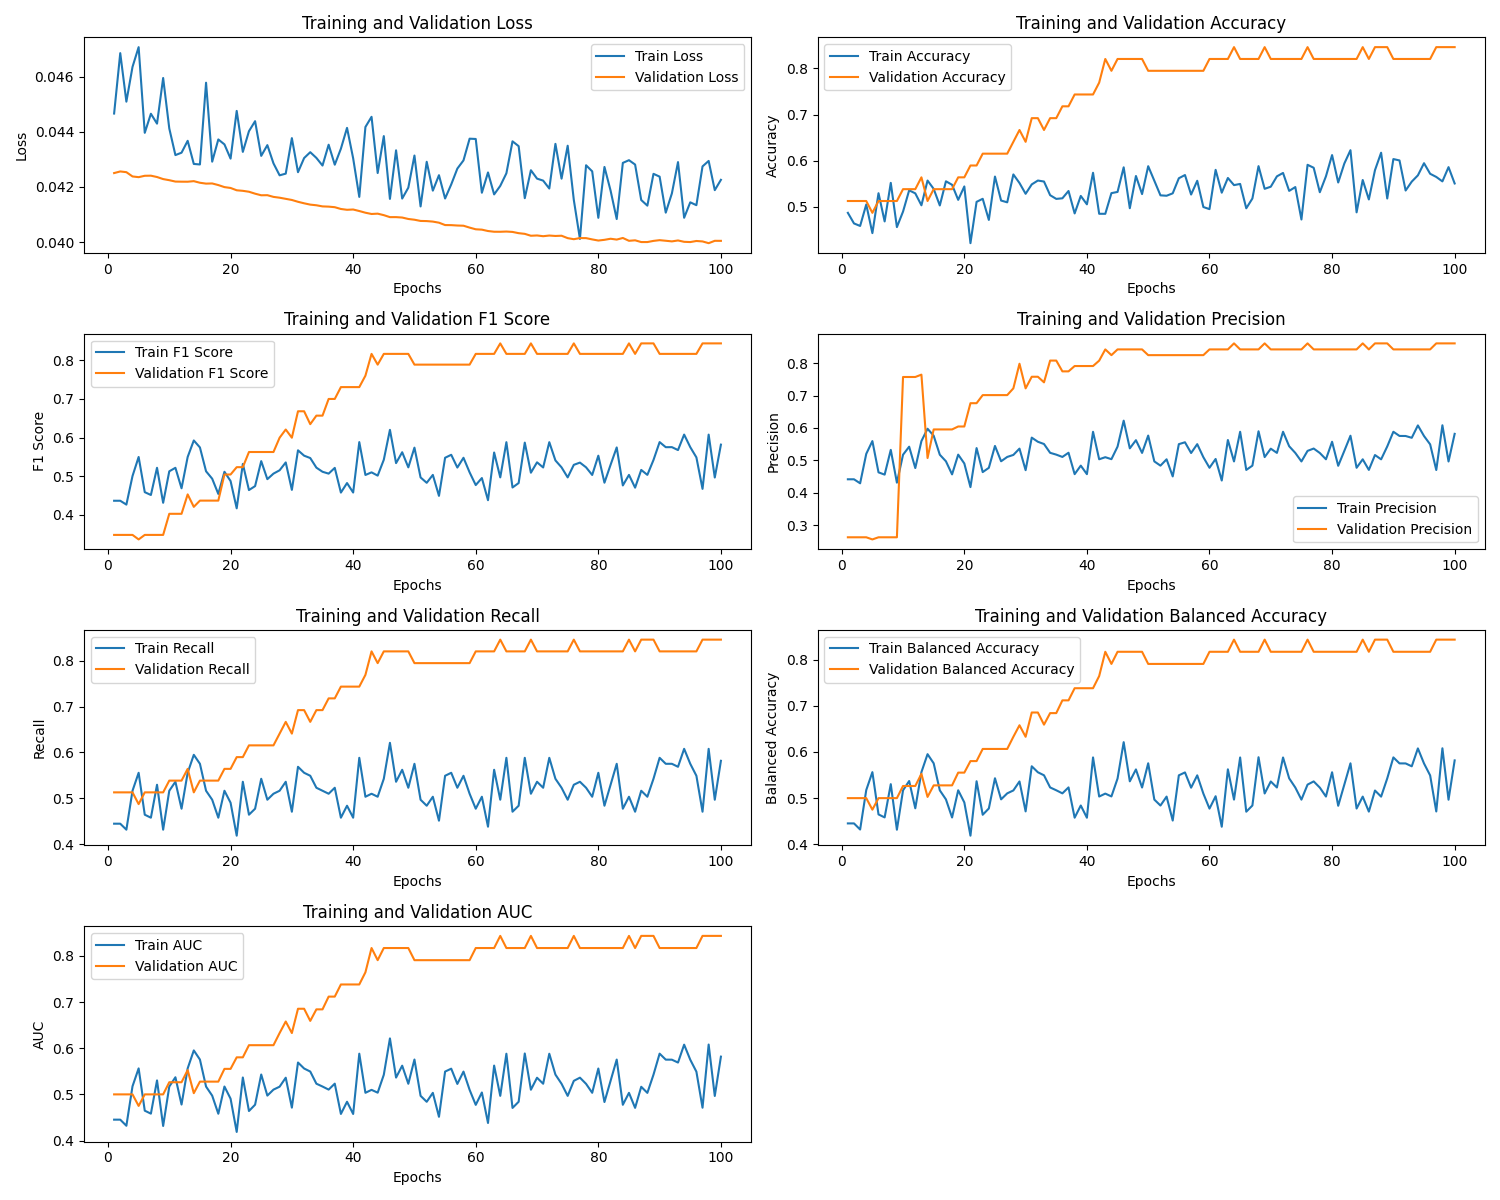 Training and Validation Loss
Train Loss
Validation Loss
0.046
0.044
0.042
0.040
Loss
0 20 40 60 80 100
Epochs
Training and Validation Accuracy
Train Accuracy
Validation Accuracy
0.8
0.7
0.6
0.5
Accuracy
0 20 40 60 80 100
Epochs
Training and Validation F1 Score
Train F1 Score
Validation F1 Score
0.8
0.7
0.6
0.5
0.4
F1 Score
0 20 40 60 80 100
Epochs
Training and Validation Precision
0.8
0.7
0.6
0.5
0.4
0.3
Precision
Train Precision
Validation Precision
0 20 40 60 80 100
Epochs
Training and Validation Recall
Train Recall
Validation Recall
0.8
0.7
0.6
0.5
0.4
Recall
0 20 40 60 80 100
Epochs
Training and Validation Balanced Accuracy
Train Balanced Accuracy
Validation Balanced Accuracy
0.8
0.7
0.6
0.5
0.4
Balanced Accuracy
0 20 40 60 80 100
Epochs
Training and Validation AUC
Train AUC
Validation AUC
0.8
0.7
0.6
0.5
0.4
AUC
0 20 40 60 80 100
Epochs